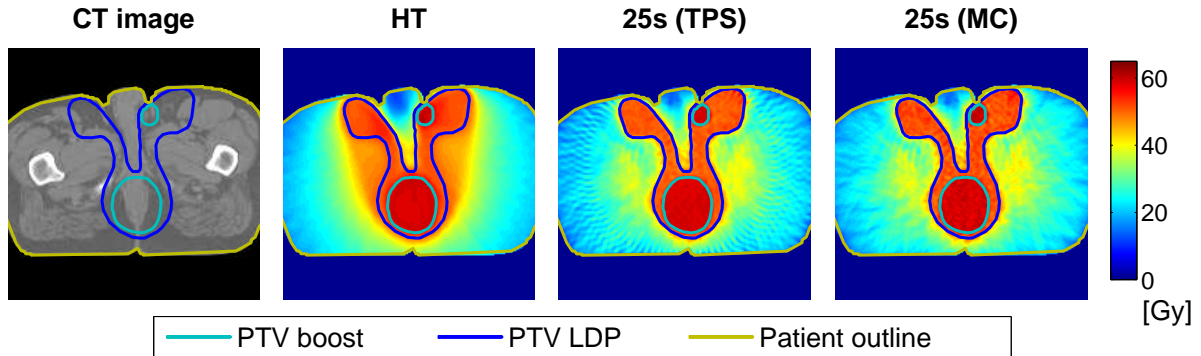 CT image
HT
25s (TPS)
25s (MC)
60
40
20
0
[Gy]
PTV boost
PTV LDP
Patient outline